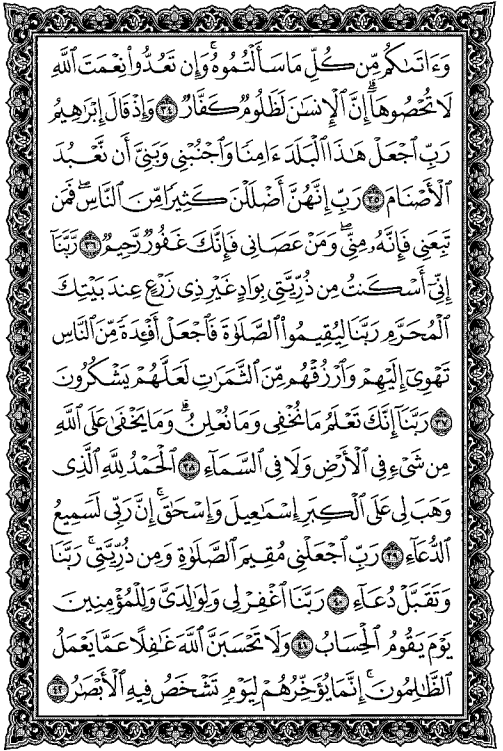 وَءَاتَىٰكُم مِّن كُلِّ مَا سَأَلْتُمُوهُ ۚ وَإِن تَعُدُّوا۟ نِعْمَتَ ٱللَّهِ
لَا تُحْصُوهَآ ۗ إِنَّ ٱلْإِنسَـٰنَ لَظَلُومٌ كَفَّارٌ ٣٤ وَإِذْ قَالَ إِبْرَٰهِيمُ
رَبِّ ٱجْعَلْ هَـٰذَا ٱلْبَلَدَ ءَامِنًا وَٱجْنُبْنِى وَبَنِىَّ أَن نَّعْبُدَ
ٱلْأَصْنَامَ ٣٥ رَبِّ إِنَّهُنَّ أَضْلَلْنَ كَثِيرًا مِّنَ ٱلنَّاسِ ۖ فَمَن
تَبِعَنِى فَإِنَّهُۥ مِنِّى ۖ وَمَنْ عَصَانِى فَإِنَّكَ غَفُورٌ رَّحِيمٌ ٣٦ رَّبَّنَآ
إِنِّىٓ أَسْكَنتُ مِن ذُرِّيَّتِى بِوَادٍ غَيْرِ ذِى زَرْعٍ عِندَ بَيْتِكَ
ٱلْمُحَرَّمِ رَبَّنَا لِيُقِيمُوا۟ ٱلصَّلَوٰةَ فَٱجْعَلْ أَفْـِٔدَةً مِّنَ ٱلنَّاسِ
تَهْوِىٓ إِلَيْهِمْ وَٱرْزُقْهُم مِّنَ ٱلثَّمَرَٰتِ لَعَلَّهُمْ يَشْكُرُونَ
٣٧ رَبَّنَآ إِنَّكَ تَعْلَمُ مَا نُخْفِى وَمَا نُعْلِنُ ۗ وَمَا يَخْفَىٰ عَلَى ٱللَّهِ
مِن شَىْءٍ فِى ٱلْأَرْضِ وَلَا فِى ٱلسَّمَآءِ ٣٨ ٱلْحَمْدُ لِلَّهِ ٱلَّذِى
وَهَبَ لِى عَلَى ٱلْكِبَرِ إِسْمَـٰعِيلَ وَإِسْحَـٰقَ ۚ إِنَّ رَبِّى لَسَمِيعُ
ٱلدُّعَآءِ ٣٩ رَبِّ ٱجْعَلْنِى مُقِيمَ ٱلصَّلَوٰةِ وَمِن ذُرِّيَّتِى ۚ رَبَّنَا
وَتَقَبَّلْ دُعَآءِ ٤٠ رَبَّنَا ٱغْفِرْ لِى وَلِوَٰلِدَىَّ وَلِلْمُؤْمِنِينَ
يَوْمَ يَقُومُ ٱلْحِسَابُ ٤١ وَلَا تَحْسَبَنَّ ٱللَّهَ غَـٰفِلًا عَمَّا يَعْمَلُ
ٱلظَّـٰلِمُونَ ۚ إِنَّمَا يُؤَخِّرُهُمْ لِيَوْمٍ تَشْخَصُ فِيهِ ٱلْأَبْصَـٰرُ ٤٢